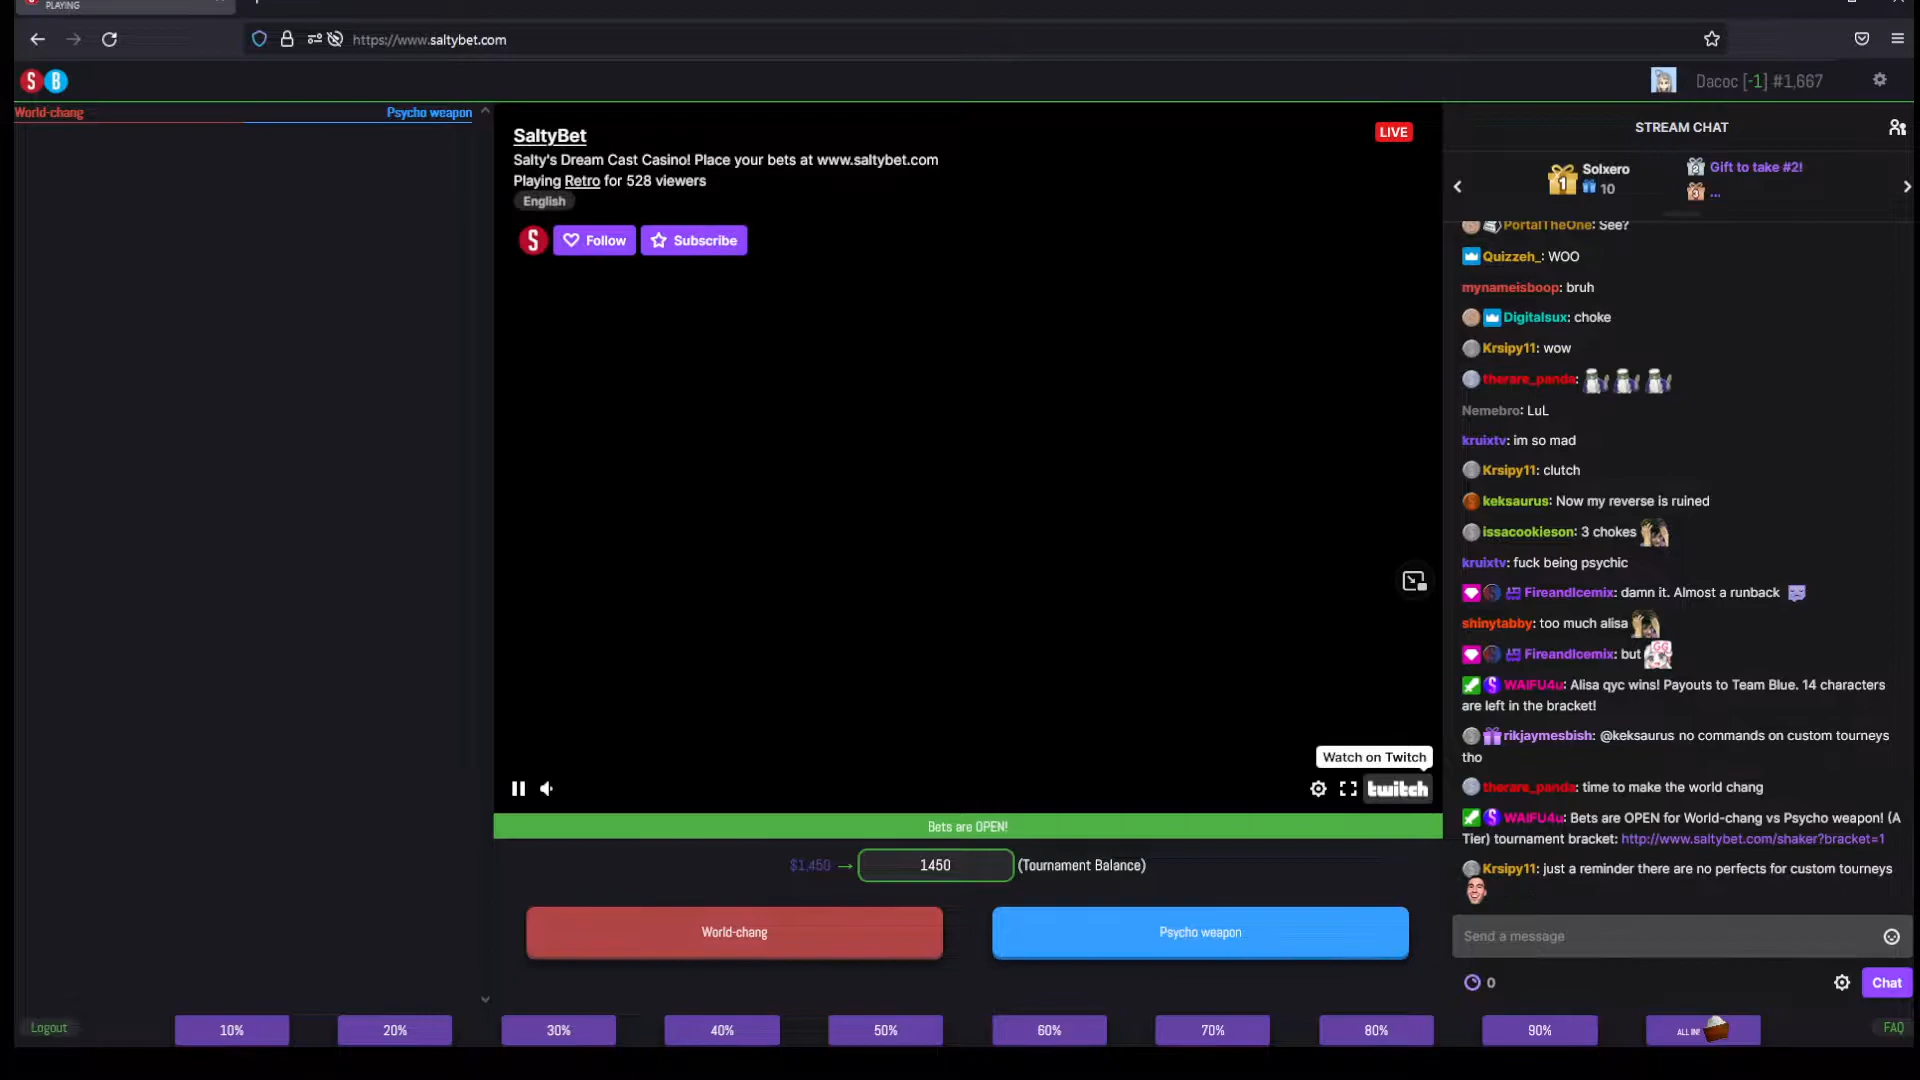 PLAYING
https://www.saltybet.com
S B
Dacoc [-1] #1,667
World-chang
Psycho weapon
SaltyBet
LIVE
Salty's Dream Cast Casino! Place your bets at www.saltybet.com
Playing Retro for 528 viewers
English
S
Follow
Subscribe
Watch on Twitch
twitch
Bets are OPEN!
$1,450 → 1450 (Tournament Balance)
World-chang
Psycho weapon
STREAM CHAT
1
Solxero
10
2
Gift to take #2!
3
...
PortalTheOne: See?
Quizzeh_: WOO
mynameisboop: bruh
Digitalsux: choke
Krsipy11: wow
therare_panda:
Nemebro: LuL
kruixtv: im so mad
Krsipy11: clutch
keksaurus: Now my reverse is ruined
issacookieson: 3 chokes
kruixtv: fuck being psychic
FireandIcemix: damn it. Almost a runback
shinytabby: too much alisa
FireandIcemix: but GG
WAIFU4u: Alisa qyc wins! Payouts to Team Blue. 14 characters
are left in the bracket!
rikjaymesbish: @keksaurus no commands on custom tourneys
tho
therare_panda: time to make the world chang
WAIFU4u: Bets are OPEN for World-chang vs Psycho weapon! (A
Tier) tournament bracket: http://www.saltybet.com/shaker?bracket=1
Krsipy11: just a reminder there are no perfects for custom tourneys
Send a message
0
Chat
Logout
10%
20%
30%
40%
50%
60%
70%
80%
90%
ALL IN!
FAQ